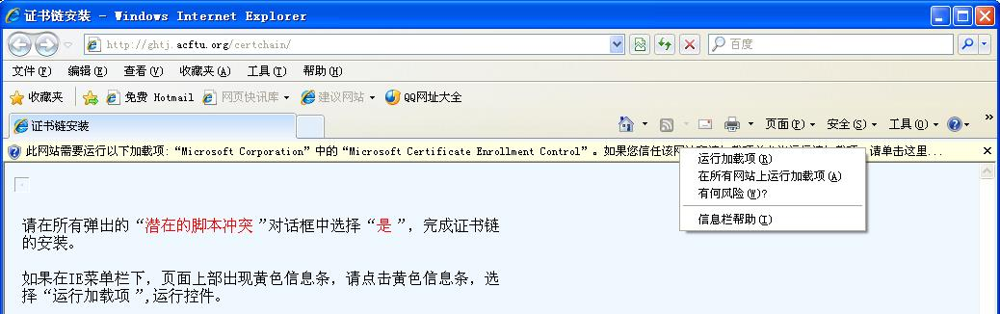 证书链安装 - Windows Internet Explorer
http://ghtj.acftu.org/certchain/
百度
文件(F) 编辑(E) 查看(V) 收藏夹(A) 工具(T) 帮助(H)
收藏夹 免费 Hotmail 网页快讯库 建议网站 QQ网址大全
证书链安装 页面(P) 安全(S) 工具(O) »
此网站需要运行以下加载项:“Microsoft Corporation”中的“Microsoft Certificate Enrollment Control”。如果您信任该 请单击这里...
运行加载项(R)
在所有网站上运行加载项(A)
有何风险(W)?
信息栏帮助(I)
请在所有弹出的“潜在的脚本冲突 ”对话框中选择“是 ”，完成证书链
的安装。
如果在IE菜单栏下，页面上部出现黄色信息条，请点击黄色信息条，选
择“运行加载项 ”,运行控件。